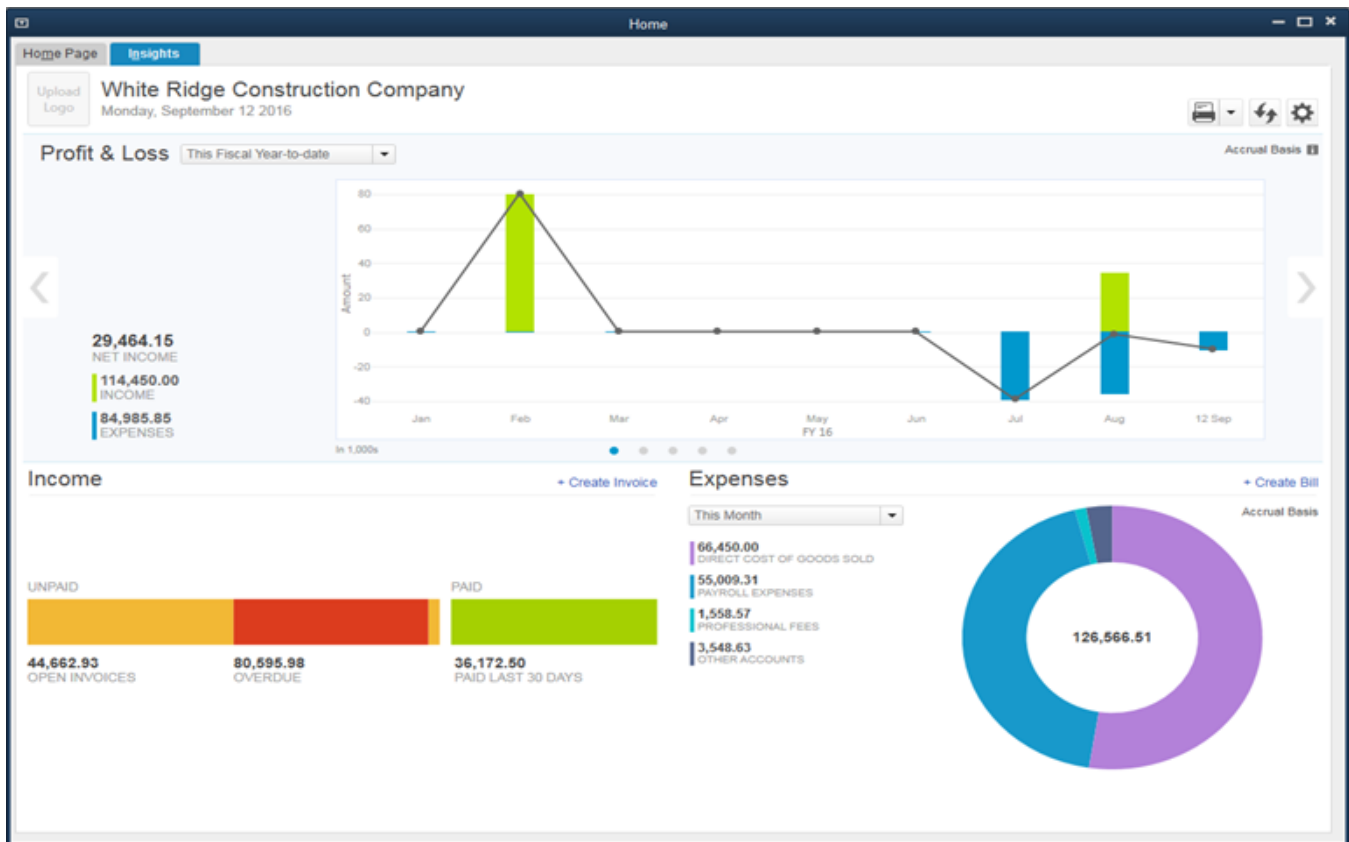 Home
Home Page
Insights
Upload
Logo
White Ridge Construction Company
Monday, September 12 2016
Profit & Loss
This Fiscal Year-to-date
Accrual Basis
80
60
40
20
0
-20
-40
Amount
Jan
Feb
Mar
Apr
May
Jun
Jul
Aug
12 Sep
FY 16
In 1,000s
29,464.15
NET INCOME
114,450.00
INCOME
84,985.85
EXPENSES
Income
+ Create Invoice
UNPAID
PAID
44,662.93
OPEN INVOICES
80,595.98
OVERDUE
36,172.50
PAID LAST 30 DAYS
Expenses
+ Create Bill
This Month
Accrual Basis
66,450.00
DIRECT COST OF GOODS SOLD
55,009.31
PAYROLL EXPENSES
1,558.57
PROFESSIONAL FEES
3,548.63
OTHER ACCOUNTS
126,566.51